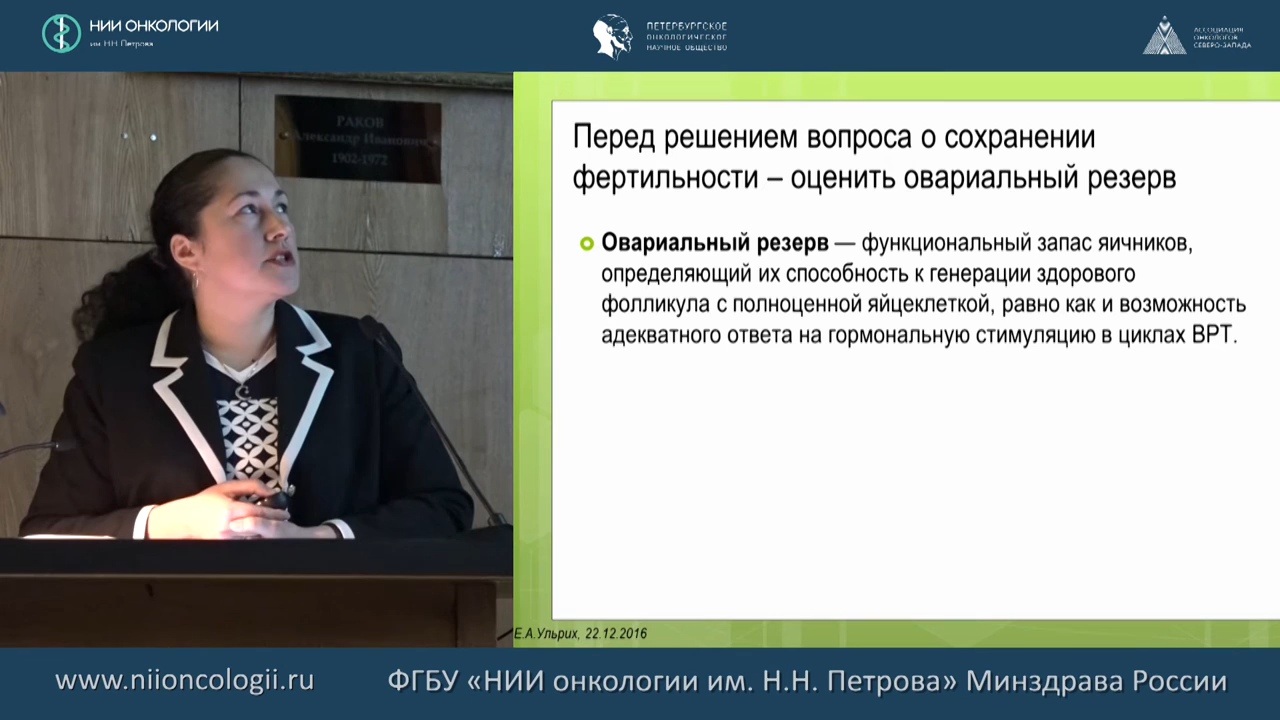 НИИ ОНКОЛОГИИ
им. Н.Н. Петрова
ПЕТЕРБУРГСКОЕ
ОНКОЛОГИЧЕСКОЕ
НАУЧНОЕ ОБЩЕСТВО
АССОЦИАЦИЯ
ОНКОЛОГОВ
СЕВЕРО-ЗАПАДА
РАКОВ
Александр Иванович
1902-1972
Перед решением вопроса о сохранении
фертильности – оценить овариальный резерв
Овариальный резерв — функциональный запас яичников,
определяющий их способность к генерации здорового
фолликула с полноценной яйцеклеткой, равно как и возможность
адекватного ответа на гормональную стимуляцию в циклах ВРТ.
Е.А.Ульрих, 22.12.2016
www.niioncologii.ru
ФГБУ «НИИ онкологии им. Н.Н. Петрова» Минздрава России